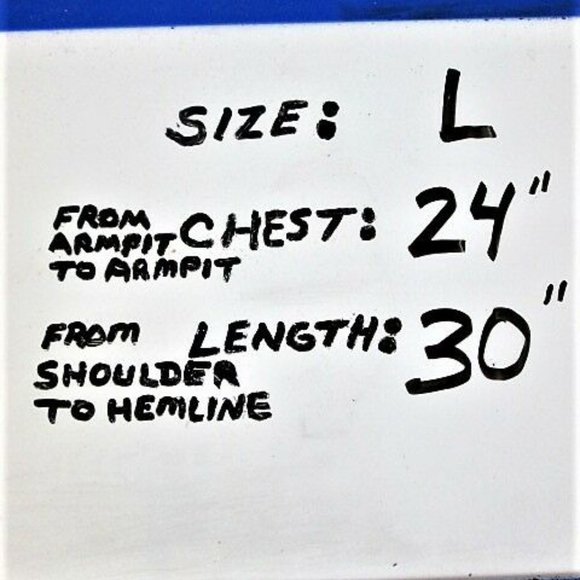 SIZE: L
FROM
ARMPIT CHEST: 24"
TO ARMPIT
FROM LENGTH: 30"
SHOULDER
TO HEMLINE